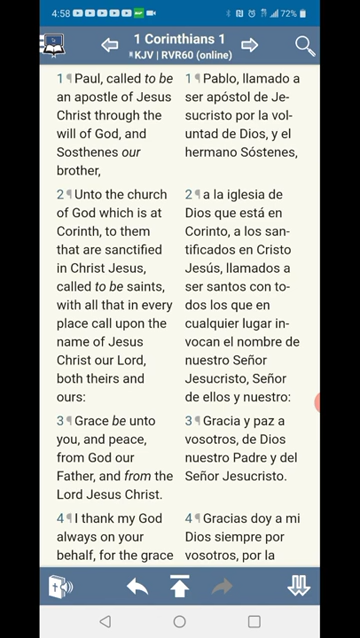 4:58
72%
1 Corinthians 1
*KJV | RVR60 (online)
1 ¶ Paul, called to be
an apostle of Jesus
Christ through the
will of God, and
Sosthenes our
brother,
2 ¶ Unto the church
of God which is at
Corinth, to them
that are sanctified
in Christ Jesus,
called to be saints,
with all that in every
place call upon the
name of Jesus
Christ our Lord,
both theirs and
ours:
3 ¶ Grace be unto
you, and peace,
from God our
Father, and from the
Lord Jesus Christ.
4 ¶ I thank my God
always on your
behalf, for the grace
1 ¶ Pablo, llamado a
ser apóstol de Je-
sucristo por la vol-
untad de Dios, y el
hermano Sóstenes,
2 ¶ a la iglesia de
Dios que está en
Corinto, a los san-
tificados en Cristo
Jesús, llamados a
ser santos con to-
dos los que en
cualquier lugar in-
vocan el nombre de
nuestro Señor
Jesucristo, Señor
de ellos y nuestro:
3 ¶ Gracia y paz a
vosotros, de Dios
nuestro Padre y del
Señor Jesucristo.
4 ¶ Gracias doy a mi
Dios siempre por
vosotros, por la